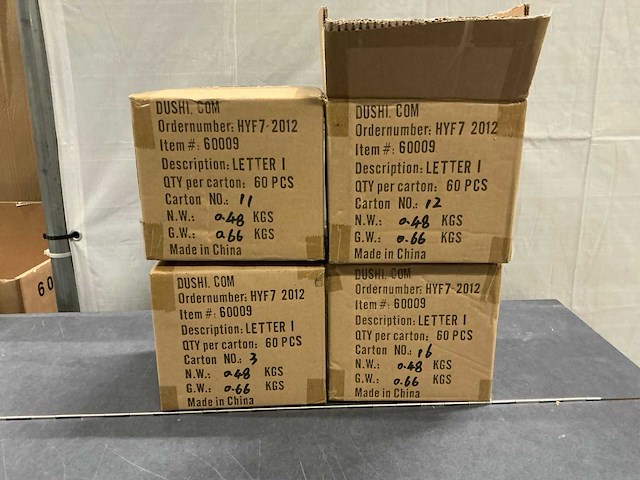 DUSHI. COM
Ordernumber: HYF7-2012
Item #: 60009
Description: LETTER I
QTY per carton: 60 PCS
Carton NO.: 11
N.W.: 0.48 KGS
G.W.: 0.66 KGS
Made in China
DUSHI. COM
Ordernumber: HYF7 2012
Item #: 60009
Description: LETTER I
QTY per carton: 60 PCS
Carton NO.: 12
N.W.: 0.48 KGS
G.W.: 0.66 KGS
Made in China
DUSHI. COM
Ordernumber: HYF7 2012
Item #: 60009
Description: LETTER I
QTY per carton: 60 PCS
Carton NO.: 3
N.W.: 0.48 KGS
G.W.: 0.66 KGS
Made in China
DUSHI. COM
Ordernumber: HYF7-2012
Item #: 60009
Description: LETTER I
QTY per carton: 60 PCS
Carton NO.: 16
N.W.: 0.48 KGS
G.W.: 0.66 KGS
Made in China
60